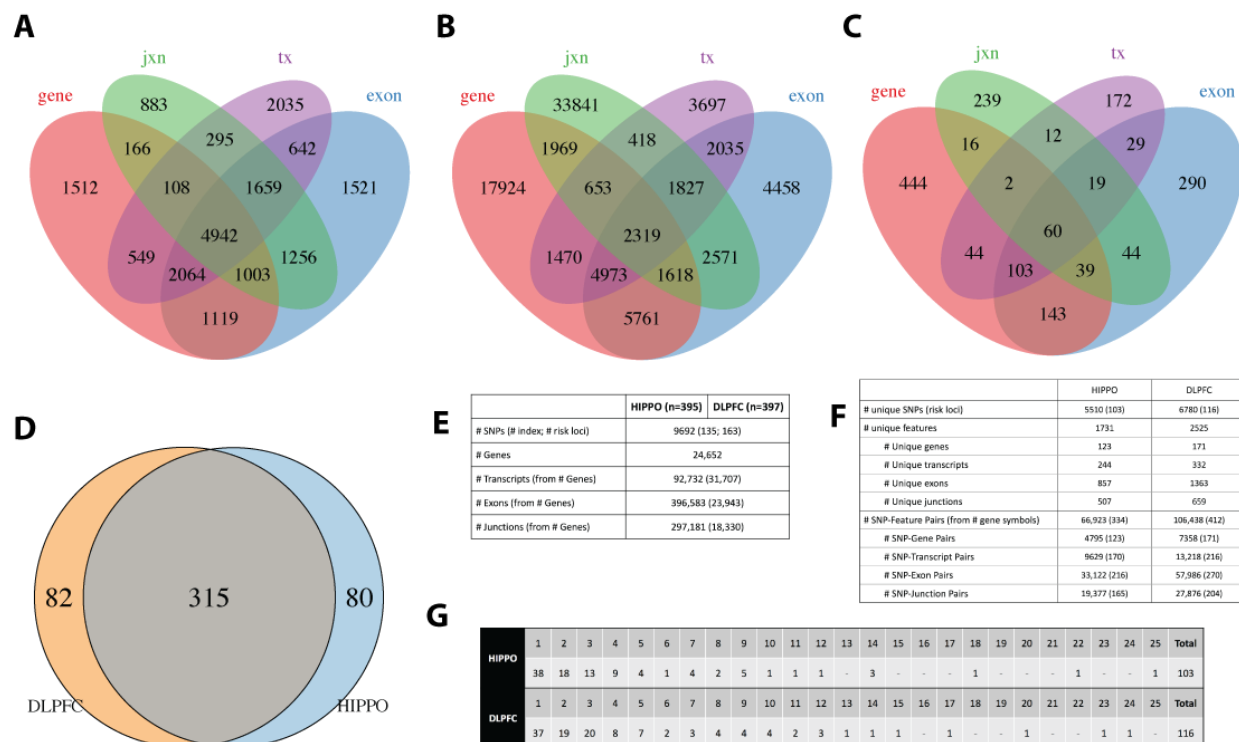 A
jxn
tx
gene
exon
883
2035
166
295
642
1512
108
1659
1521
4942
549
2064
1003
1256
1119
B
jxn
tx
gene
exon
33841
3697
1969
418
2035
17924
653
1827
4458
2319
1470
4973
1618
2571
5761
C
jxn
tx
gene
exon
239
172
16
12
29
444
2
19
290
60
44
103
39
44
143
D
82
315
80
DLPFC
HIPPO
E
HIPPO (n=395) DLPFC (n=397)
# SNPs (# index; # risk loci) 9692 (135; 163)
# Genes 24,652
# Transcripts (from # Genes) 92,732 (31,707)
# Exons (from # Genes) 396,583 (23,943)
# Junctions (from # Genes) 297,181 (18,330)
F
HIPPO DLPFC
# unique SNPs (risk loci) 5510 (103) 6780 (116)
# unique features 1731 2525
# Unique genes 123 171
# Unique transcripts 244 332
# Unique exons 857 1363
# Unique junctions 507 659
# SNP-Feature Pairs (from # gene symbols) 66,923 (334) 106,438 (412)
# SNP-Gene Pairs 4795 (123) 7358 (171)
# SNP-Transcript Pairs 9629 (170) 13,218 (216)
# SNP-Exon Pairs 33,122 (216) 57,986 (270)
# SNP-Junction Pairs 19,377 (165) 27,876 (204)
G
HIPPO
1 2 3 4 5 6 7 8 9 10 11 12 13 14 15 16 17 18 19 20 21 22 23 24 25 Total
38 18 13 9 4 1 4 2 5 1 1 1 - 3 - - - 1 - - - 1 - - 1 103
DLPFC
1 2 3 4 5 6 7 8 9 10 11 12 13 14 15 16 17 18 19 20 21 22 23 24 25 Total
37 19 20 8 7 2 3 4 4 4 2 3 1 1 1 - 1 - - 1 - - 1 1 - 116